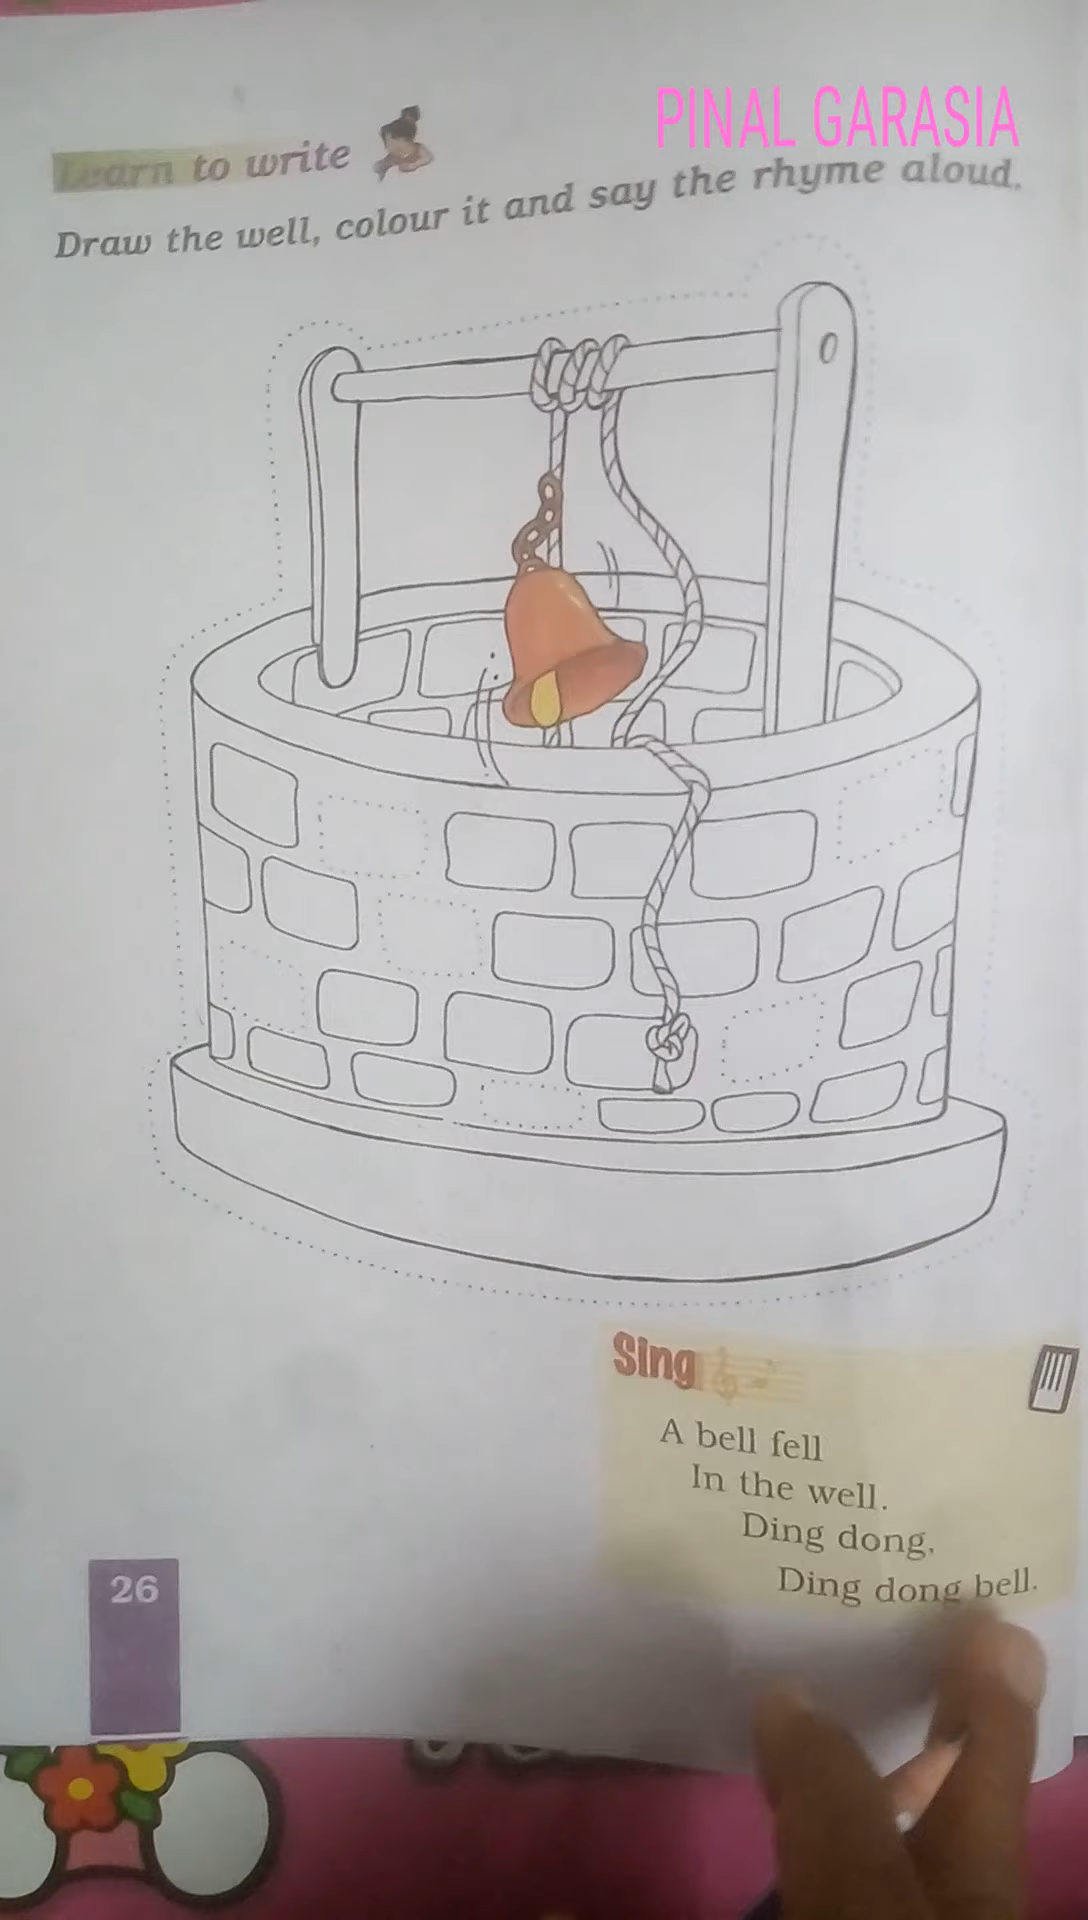 PINAL GARASIA
Learn to write
Draw the well, colour it and say the rhyme aloud.
Sing
A bell fell
In the well.
Ding dong,
Ding dong bell.
26